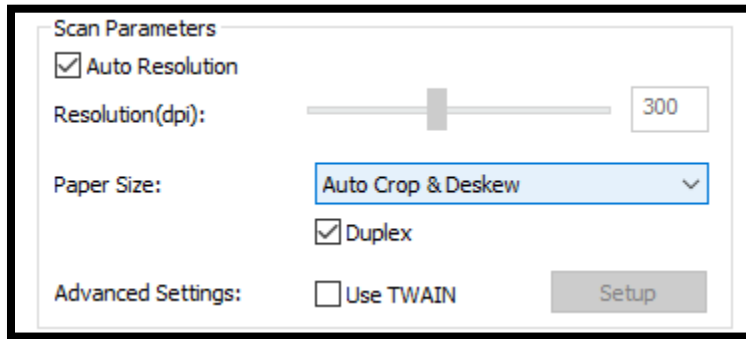 Scan Parameters
Auto Resolution
Resolution(dpi): 300
Paper Size: Auto Crop & Deskew
Duplex
Advanced Settings: Use TWAIN Setup